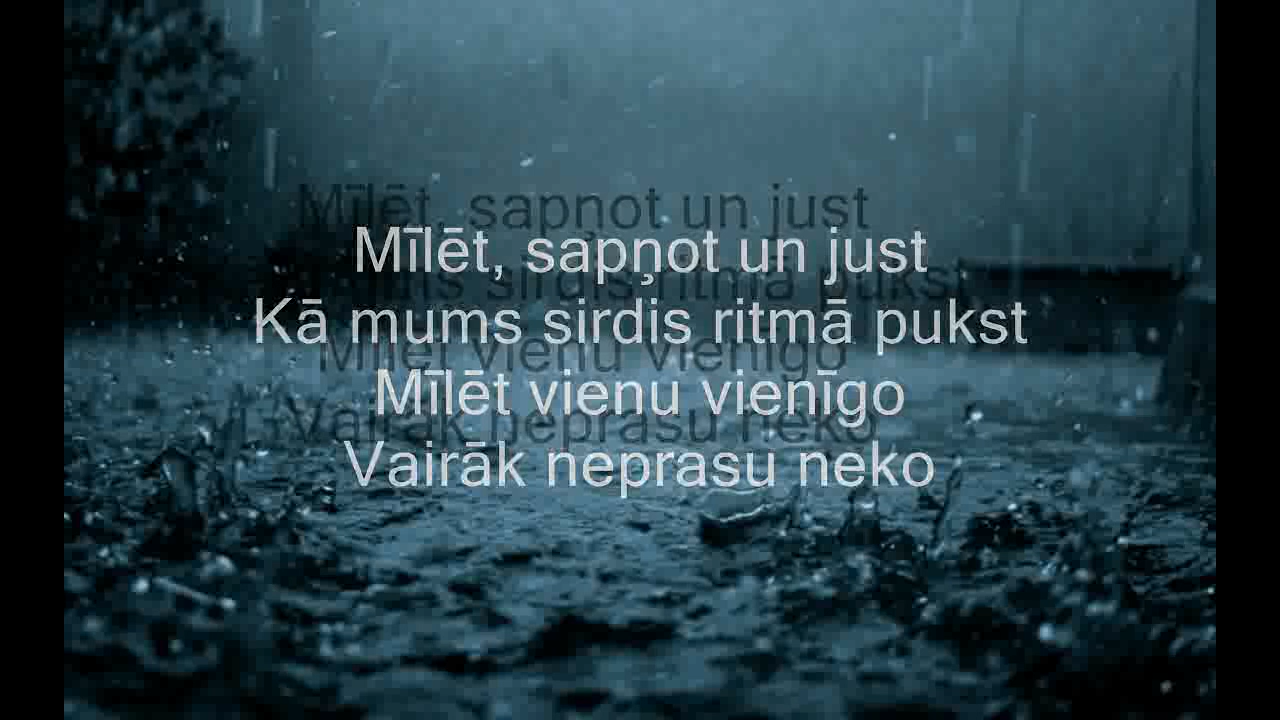 Mīlēt, sapņot un just
Kā mums sirdis ritmā pukst
Mīlēt vienu vienīgo
Vairāk neprasu neko